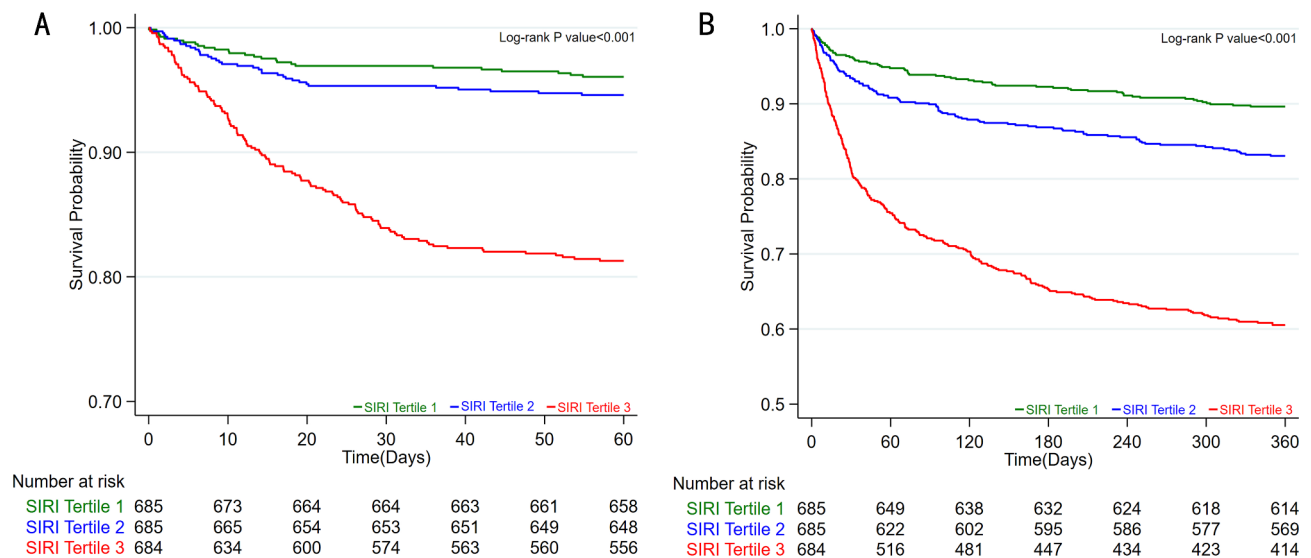 A
Log-rank P value<0.001
1.00
0.90
0.80
0.70
Survival Probability
SIRI Tertile 1 SIRI Tertile 2 SIRI Tertile 3
0 10 20 30 40 50 60
Time(Days)
Number at risk
SIRI Tertile 1 685 673 664 664 663 661 658
SIRI Tertile 2 685 665 654 653 651 649 648
SIRI Tertile 3 684 634 600 574 563 560 556
B
Log-rank P value<0.001
1.0
0.9
0.8
0.7
0.6
0.5
Survival Probability
SIRI Tertile 1 SIRI Tertile 2 SIRI Tertile 3
0 60 120 180 240 300 360
Time(Days)
Number at risk
SIRI Tertile 1 685 649 638 632 624 618 614
SIRI Tertile 2 685 622 602 595 586 577 569
SIRI Tertile 3 684 516 481 447 434 423 414